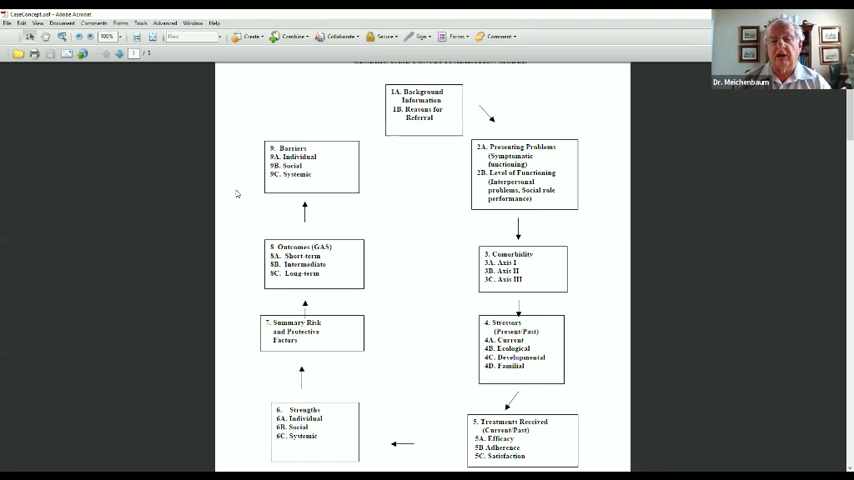 CaseConcept.pdf - Adobe Acrobat
File Edit View Document Comments Forms Tools Advanced Window Help
100% Find Create Combine Collaborate Secure Sign Forms Comment
1
Dr. Meichenbaum
1A. Background
Information
1B. Reasons for
Referral
2A. Presenting Problems
(Symptomatic
functioning)
2B. Level of Functioning
(Interpersonal
problems, Social role
performance)
3. Comorbidity
3A. Axis I
3B. Axis II
3C. Axis III
4. Stressors
(Present/Past)
4A. Current
4B. Ecological
4C. Developmental
4D. Familial
5. Treatments Received
(Current/Past)
5A. Efficacy
5B Adherence
5C. Satisfaction
6. Strengths
6A. Individual
6B. Social
6C. Systemic
7. Summary Risk
and Protective
Factors
8 Outcomes (GAS)
8A. Short-term
8B. Intermediate
8C. Long-term
9. Barriers
9A. Individual
9B. Social
9C. Systemic